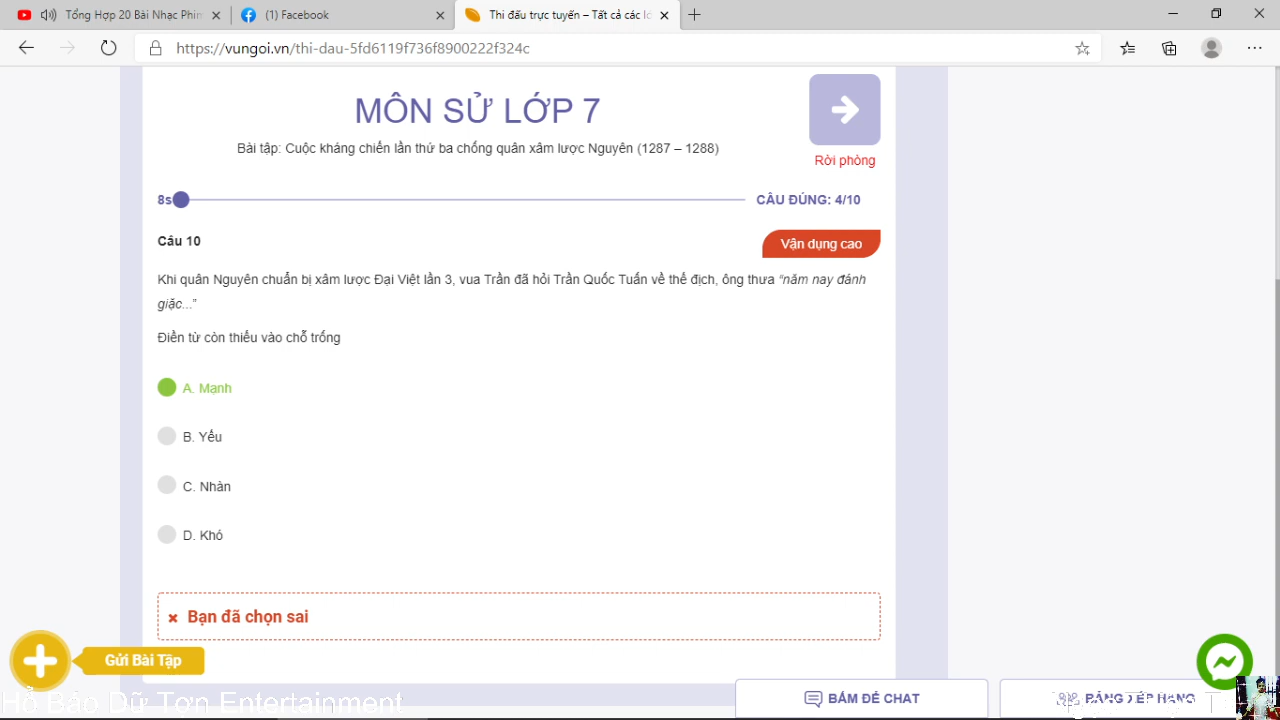 Tổng Hợp 20 Bài Nhạc Phim
(1) Facebook
trực tuyến - Tất cả các
https://vungoi.vn/thi-dau-5fd6119f736f8900222f324c
MÔN SỬ LỚP 7
Bài tập: Cuộc kháng chiến lần thứ ba chống quân xâm lược Nguyên (1287 – 1288)
Rời phòng
8s
CÂU ĐÚNG: 4/10
Câu 10
Vận dụng cao
Khi quân Nguyên chuẩn bị xâm lược Đại Việt lần 3, vua Trần đã hỏi Trần Quốc Tuấn về thế địch, ông thưa “năm nay đánh
giặc...”
Điền từ còn thiếu vào chỗ trống
A. Mạnh
B. Yếu
C. Nhàn
D. Khó
Bạn đã chọn sai
Gửi Bài Tập
Bảo Dữ Tợn Entertainment
BẤM ĐỂ CHAT
BẢNG XẾP HẠNG